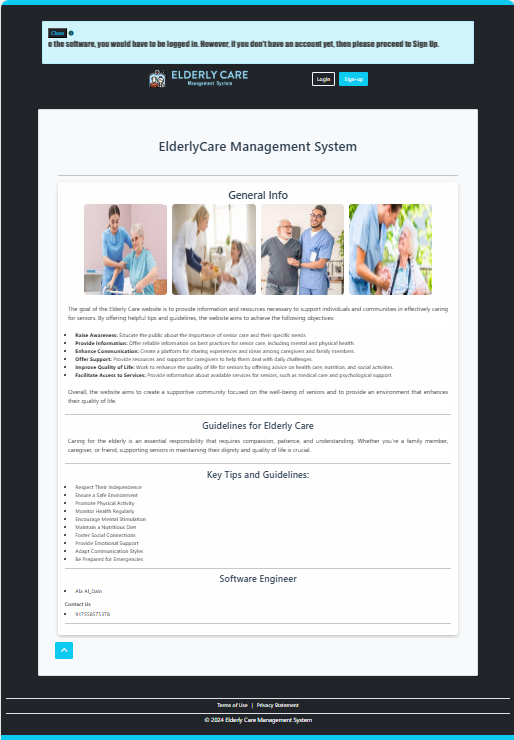 Close
e the software, you would have to be logged in. However, if you don't have an account yet, then please proceed to Sign Up.
ELDERLY CARE
Management System
Login
Sign-up
ElderlyCare Management System
General Info
The goal of the Elderly Care website is to provide information and resources necessary to support individuals and communities in effectively caring
for seniors. By offering helpful tips and guidelines, the website aims to achieve the following objectives:
Raise Awareness: Educate the public about the importance of senior care and their specific needs.
Provide Information: Offer reliable information on best practices for senior care, including mental and physical health.
Enhance Communication: Create a platform for sharing experiences and ideas among caregivers and family members.
Offer Support: Provide resources and support for caregivers to help them deal with daily challenges.
Improve Quality of Life: Work to enhance the quality of life for seniors by offering advice on health care, nutrition, and social activities.
Facilitate Access to Services: Provide information about available services for seniors, such as medical care and psychological support.
Overall, the website aims to create a supportive community focused on the well-being of seniors and to provide an environment that enhances
their quality of life.
Guidelines for Elderly Care
Caring for the elderly is an essential responsibility that requires compassion, patience, and understanding. Whether you're a family member,
caregiver, or friend, supporting seniors in maintaining their dignity and quality of life is crucial.
Key Tips and Guidelines:
Respect Their Independence
Ensure a Safe Environment
Promote Physical Activity
Monitor Health Regularly
Encourage Mental Stimulation
Maintain a Nutritious Diet
Foster Social Connections
Provide Emotional Support
Adapt Communication Styles
Be Prepared for Emergencies
Software Engineer
Ala Al_Dain
Contact Us
917558575378
Terms of Use | Privacy Statement
© 2024 Elderly Care Management System